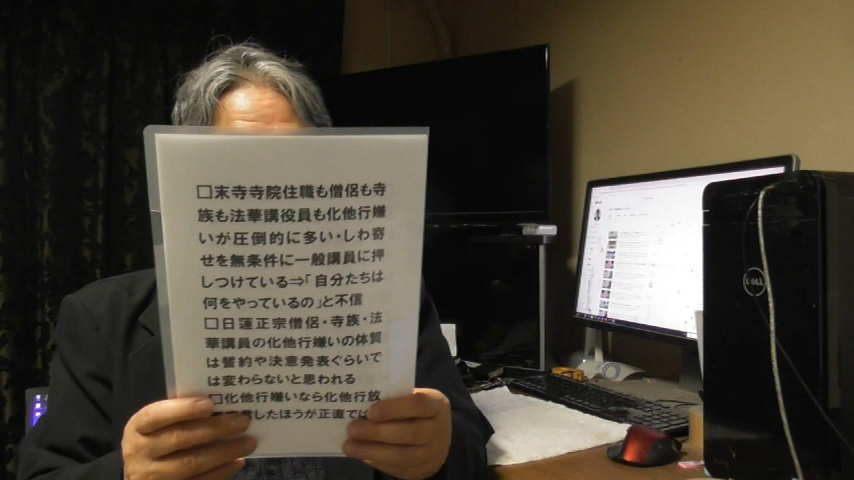 □末寺寺院住職も僧侶も寺
族も法華講役員も化他行嫌
いが圧倒的に多い・しわ寄
せを無条件に一般講員に押
しつけている⇒「自分たちは
何をやっているの」と不信
□日蓮正宗僧侶・寺族・法
華講員の化他行嫌いの体質
は誓約や決意発表ぐらいで
は変わらないと思われる
□化他行嫌いなら化他行放
したほうが正直では
DELL